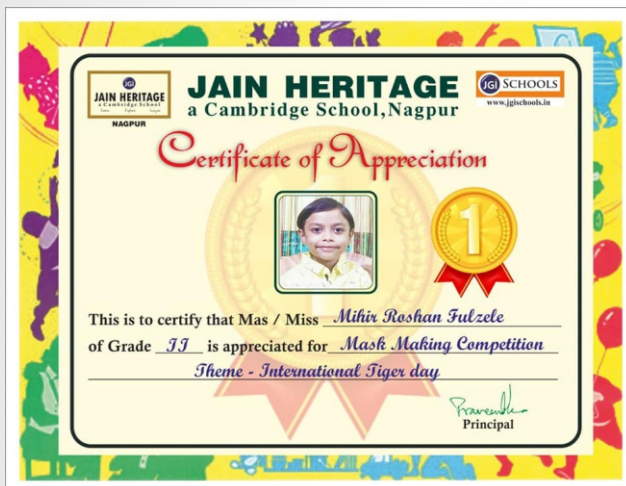 JGI
JAIN HERITAGE
a Cambridge School
NAGPUR
JAIN HERITAGE
a Cambridge School,Nagpur
JGI SCHOOLS
www.jgischools.in
Certificate of Appreciation
1
This is to certify that Mas / Miss Mihir Roshan Fulzele
of Grade II is appreciated for Mask Making Competition
Theme - International Tiger day
Principal